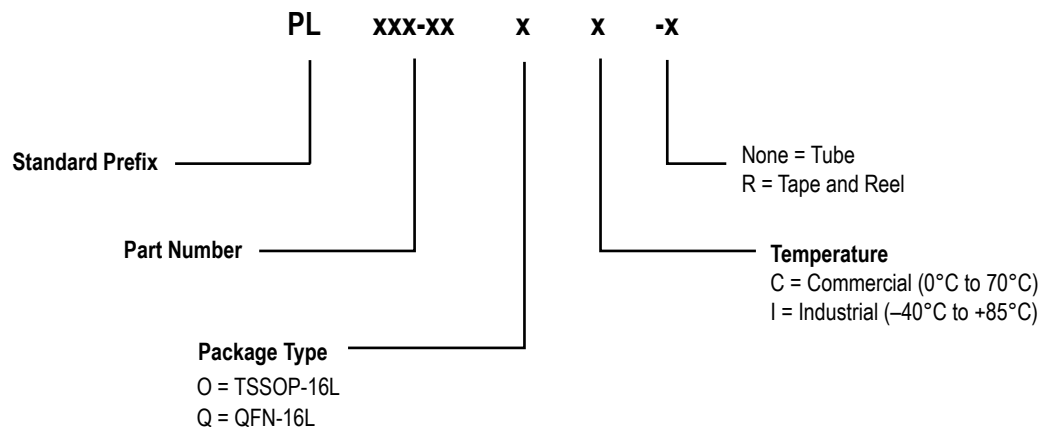 PL xxx-xx x x -x
Standard Prefix
None = Tube
R = Tape and Reel
Part Number
Temperature
C = Commercial (0°C to 70°C)
I = Industrial (–40°C to +85°C)
Package Type
O = TSSOP-16L
Q = QFN-16L